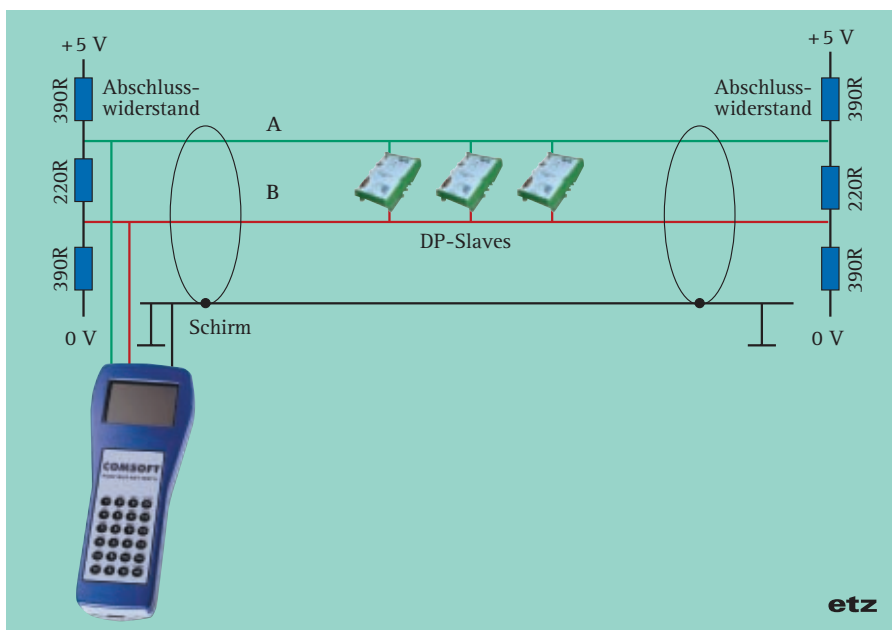 +5 V
390R
Abschluss-
widerstand
220R
390R
0 V
A
B
DP-Slaves
Schirm
+5 V
Abschluss-
widerstand
390R
220R
390R
0 V
COMSOFT
etz